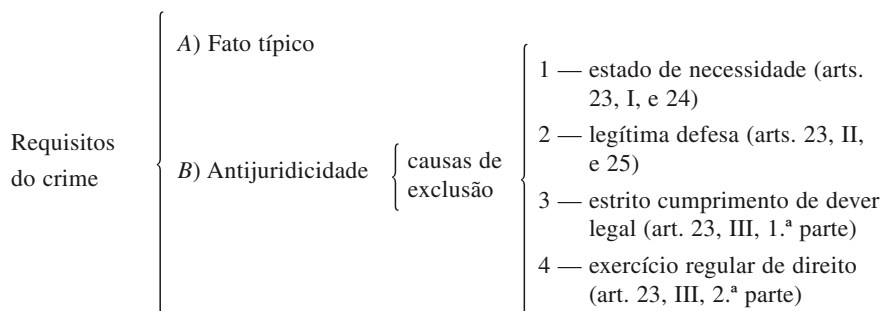 Requisitos
do crime
A) Fato típico
B) Antijuridicidade
causas de
exclusão
1 — estado de necessidade (arts.
23, I, e 24)
2 — legítima defesa (arts. 23, II,
e 25)
3 — estrito cumprimento de dever
legal (art. 23, III, 1.ª parte)
4 — exercício regular de direito
(art. 23, III, 2.ª parte)